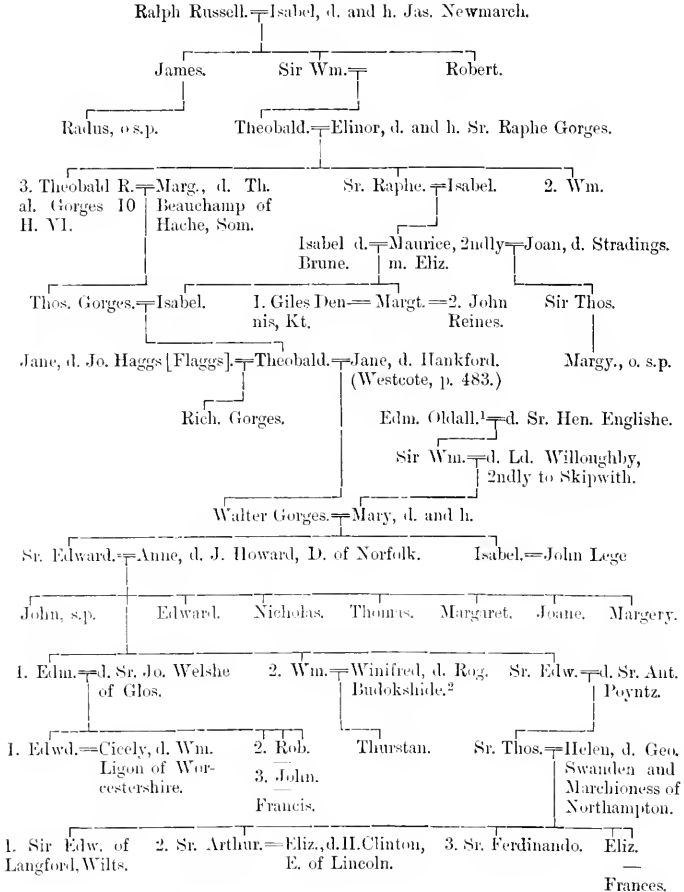 Ralph Russell. Isabel, d. and h. Jas. Newmarch.
James. Sir Wm. Robert.
Radus, o s.p. Theobald. Elinor, d. and h. Sr. Raphe Gorges.
3. Theobald R. Marg., d. Th. Sr. Raphe. Isabel. 2. Wm.
al. Gorges 10 Beauchamp of
H. VI. Hache, Som.
Isabel d. Maurice, 2ndly Joan, d. Stradings.
Brune. m. Eliz.
Thos. Gorges. Isabel. 1. Giles Den- Margt. 2. John Sir Thos.
nis, Kt. Reines.
Jane, d. Jo. Haggs [Flaggs]. Theobald. Jane, d. Hankford. Margy., o. s.p.
(Westcote, p. 483.)
Rich. Gorges. Edm. Oldall.¹ d. Sr. Hen. Englishe.
Sir Wm. d. Ld. Willoughby,
2ndly to Skipwith.
Walter Gorges. Mary, d. and h.
Sr. Edward. Anne, d. J. Howard, D. of Norfolk. Isabel. John Lege
John, s.p. Edward. Nicholas. Thomas. Margaret. Joane. Margery.
1. Edm. d. Sr. Jo. Welshe 2. Wm. Winifred, d. Rog. Sr. Edw. d. Sr. Ant.
of Glos. Budokshide.² Poyntz.
1. Edwd. Cicely, d. Wm. 2. Rob. Thurstan. Sr. Thos. Helen, d. Geo.
Ligon of Wor- 3. John. Swanden and
cestershire. Francis. Marchioness of
Northampton.
1. Sir Edw. of 2. Sr. Arthur. Eliz., d. H. Clinton, 3. Sr. Ferdinando. Eliz.
Langford, Wilts. E. of Lincoln.
Frances.